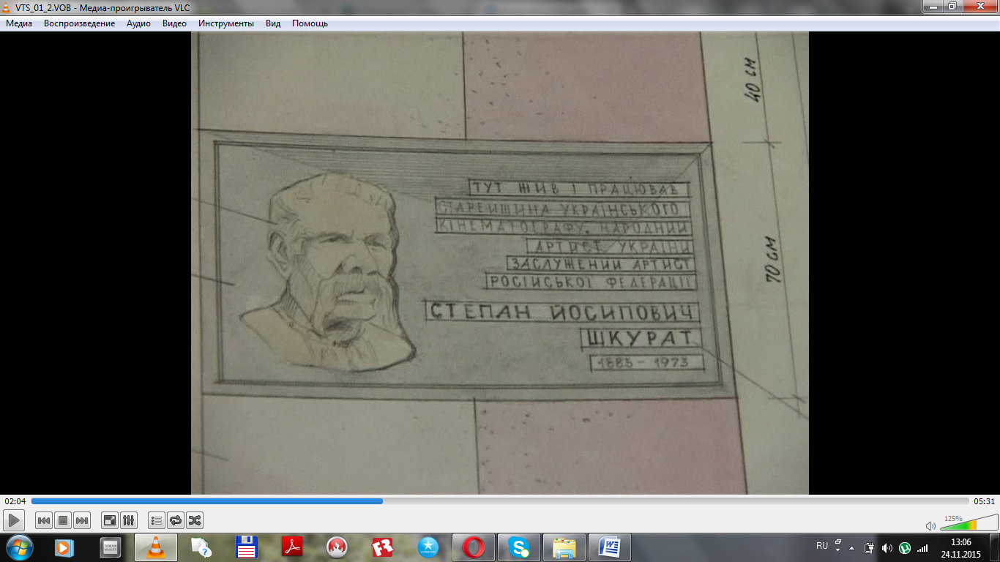 VTS_01_2.VOB - Медиа-проигрыватель VLC
Медиа Воспроизведение Аудио Видео Инструменты Вид Помощь
40 см
ТУТ ЖИВ І ПРАЦЮВАВ
СТАРЕЙШИНА УКРАЇНСЬКОГО
КІНЕМАТОГРАФУ. НАРОДНИЙ
АРТИСТ УКРАЇНИ
ЗАСЛУЖЕНИЙ АРТИСТ
РОСІЙСЬКОЇ ФЕДЕРАЦІЇ
70 см
СТЕПАН ЙОСИПОВИЧ
ШКУРАТ
1885 - 1973
02:04 05:31
125%
RU 13:06
24.11.2015